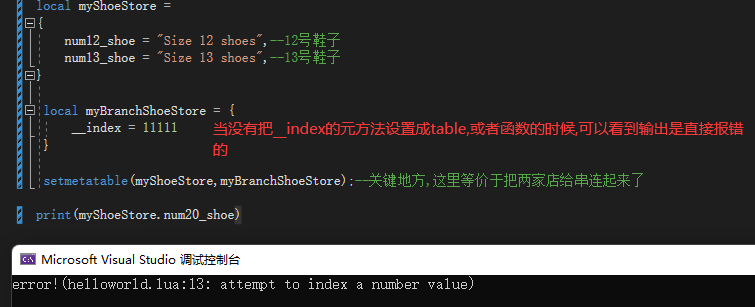 local myShoeStore =
{
num12_shoe = "Size 12 shoes",--12号鞋子
num13_shoe = "Size 13 shoes",--13号鞋子
}
local myBranchShoeStore = {
__index = 11111 当没有把__index的元方法设置成table,或者函数的时候,可以看到输出是直接报错
} 的
setmetatable(myShoeStore,myBranchShoeStore);--关键地方,这里等价于把两家店给串连起来了
print(myShoeStore.num20_shoe)
Microsoft Visual Studio 调试控制台
error!(helloworld.lua:13: attempt to index a number value)